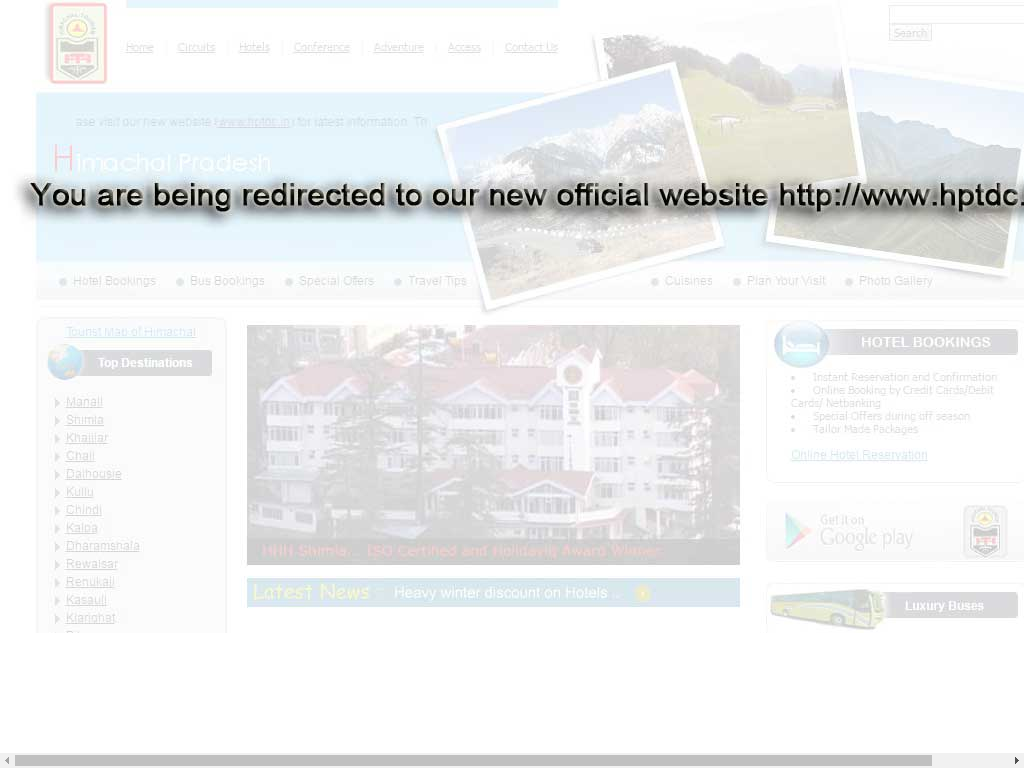 Home Circuits Hotels Conference Adventure Access Contact Us
Search
ase visit our new website (www.hptdc.in) for latest information. Th
Himachal Pradesh
You are being redirected to our new official website http://www.hptdc.
Hotel Bookings Bus Bookings Special Offers Travel Tips Cuisines Plan Your Visit Photo Gallery
Tourist Map of Himachal
Top Destinations
Manali
Shimla
Khajjiar
Chail
Dalhousie
Kullu
Chindi
Kalpa
Dharamshala
Rewalsar
Renukaji
Kasauli
Kiarighat
HHH Shimla... ISO Certified and Holidayiq Award Winner
Latest News :
Heavy winter discount on Hotels ..
HOTEL BOOKINGS
Instant Reservation and Confirmation
Online Booking by Credit Cards/Debit
Cards/ Netbanking
Special Offers during off season
Tailor Made Packages
Online Hotel Reservation
Get it on
Google play
Luxury Buses